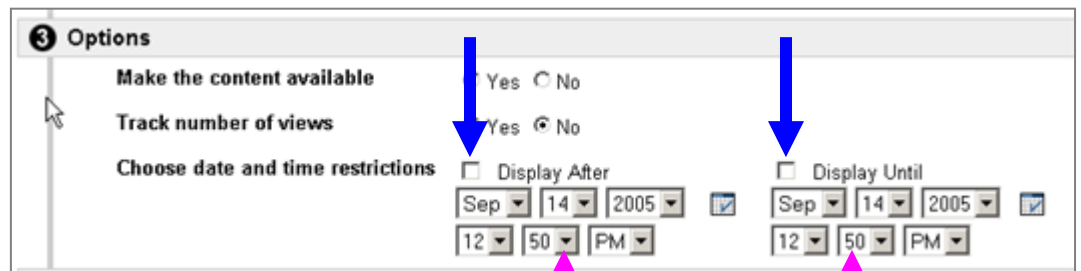 3 Options
Make the content available Yes No
Track number of views Yes No
Choose date and time restrictions Display After Display Until
Sep 14 2005 Sep 14 2005
12 50 PM 12 50 PM